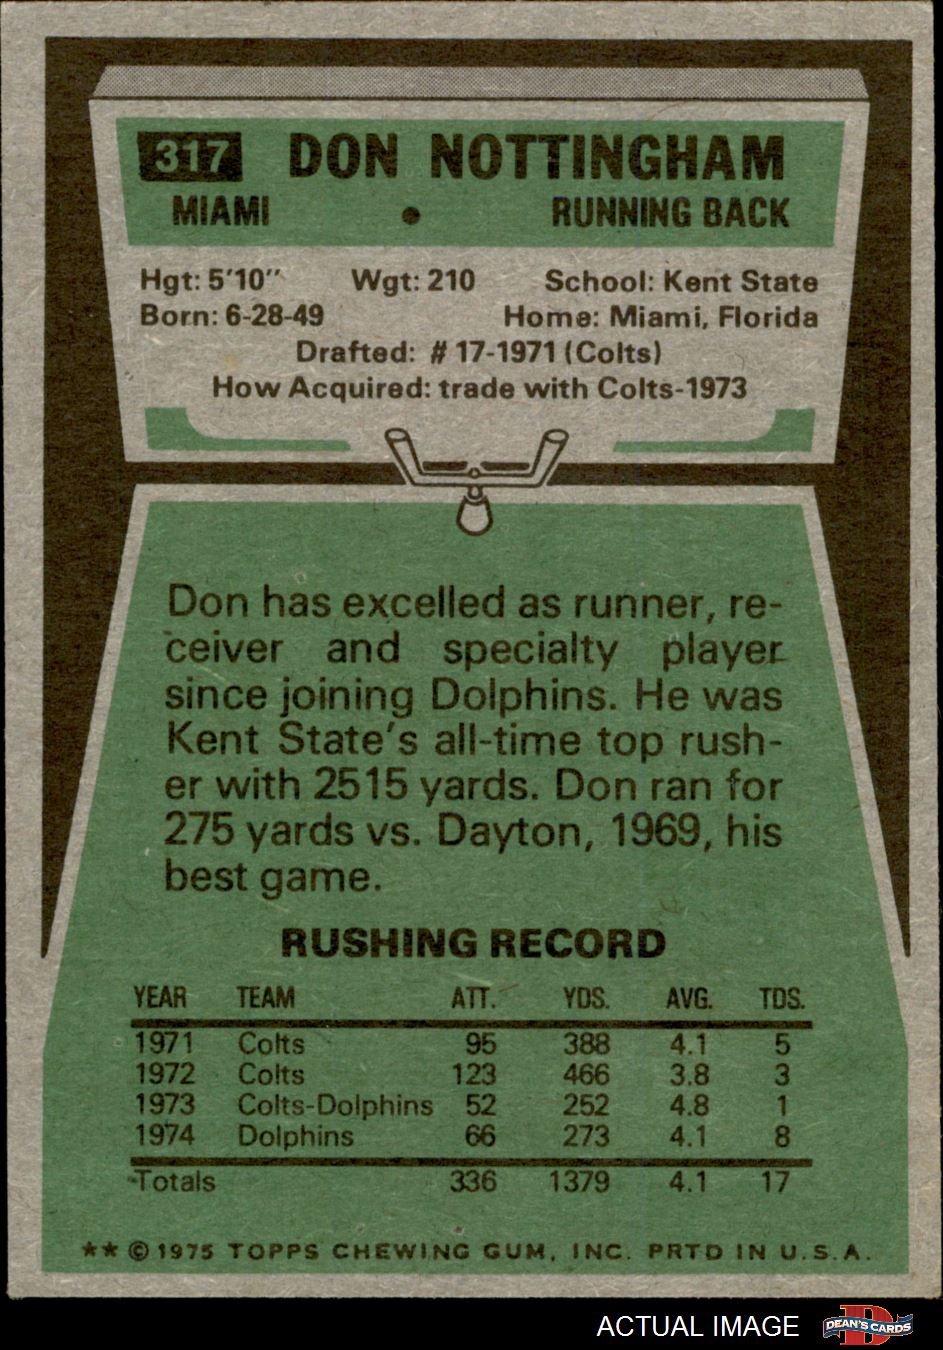 317 DON NOTTINGHAM
MIAMI • RUNNING BACK
Hgt: 5'10" Wgt: 210 School: Kent State
Born: 6-28-49 Home: Miami, Florida
Drafted: # 17-1971 (Colts)
How Acquired: trade with Colts-1973
Don has excelled as runner, re-
ceiver and specialty player
since joining Dolphins. He was
Kent State's all-time top rush-
er with 2515 yards. Don ran for
275 yards vs. Dayton, 1969, his
best game.
RUSHING RECORD
YEAR TEAM ATT. YDS. AVG. TDS.
1971 Colts 95 388 4.1 5
1972 Colts 123 466 3.8 3
1973 Colts-Dolphins 52 252 4.8 1
1974 Dolphins 66 273 4.1 8
Totals 336 1379 4.1 17
★★ © 1975 TOPPS CHEWING GUM, INC. PRTD IN U.S.A.
ACTUAL IMAGE DEAN'S CARDS